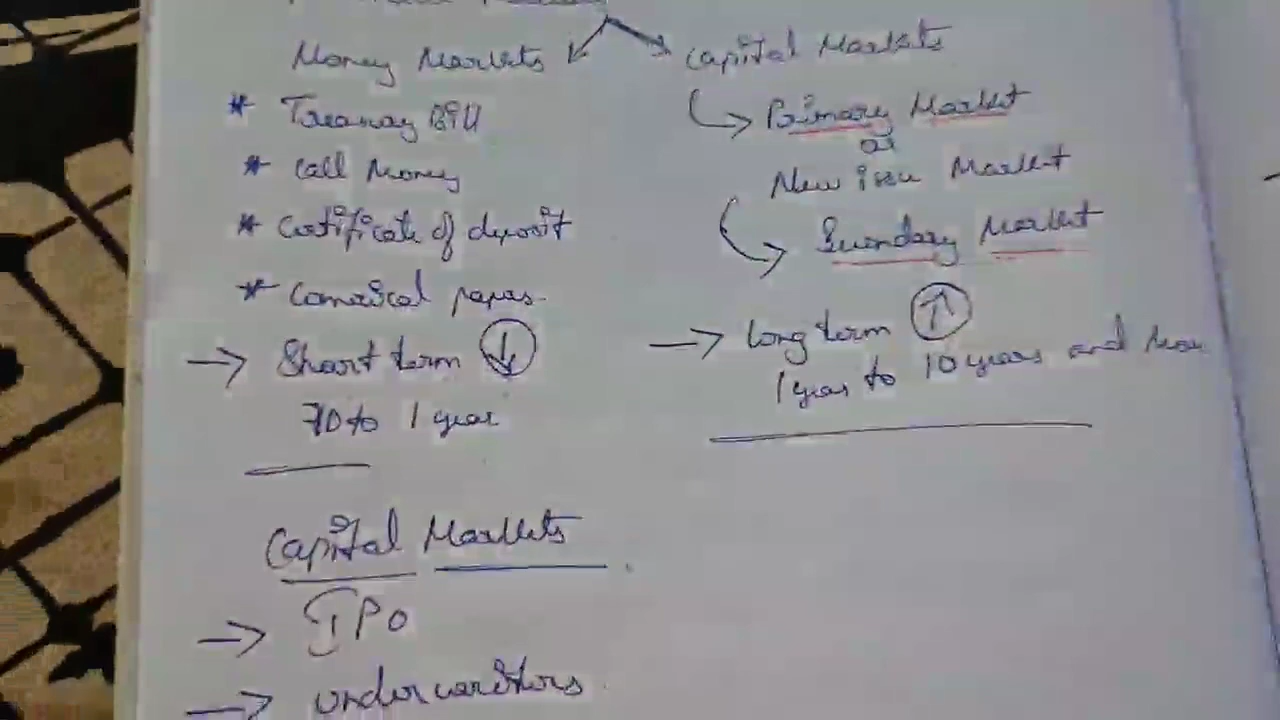 Money Markets
* Treasury Bill
* Call Money
* Certificate of deposit
* Comerical papers.
→ Short term ↓
70 to 1 year
Capital Markets
→ Primary Market
or
New issu Market
→ Secondary Market
→ Long term ↑
1 year to 10 years and More
Capital Markets
→ IPO
→ underwriters